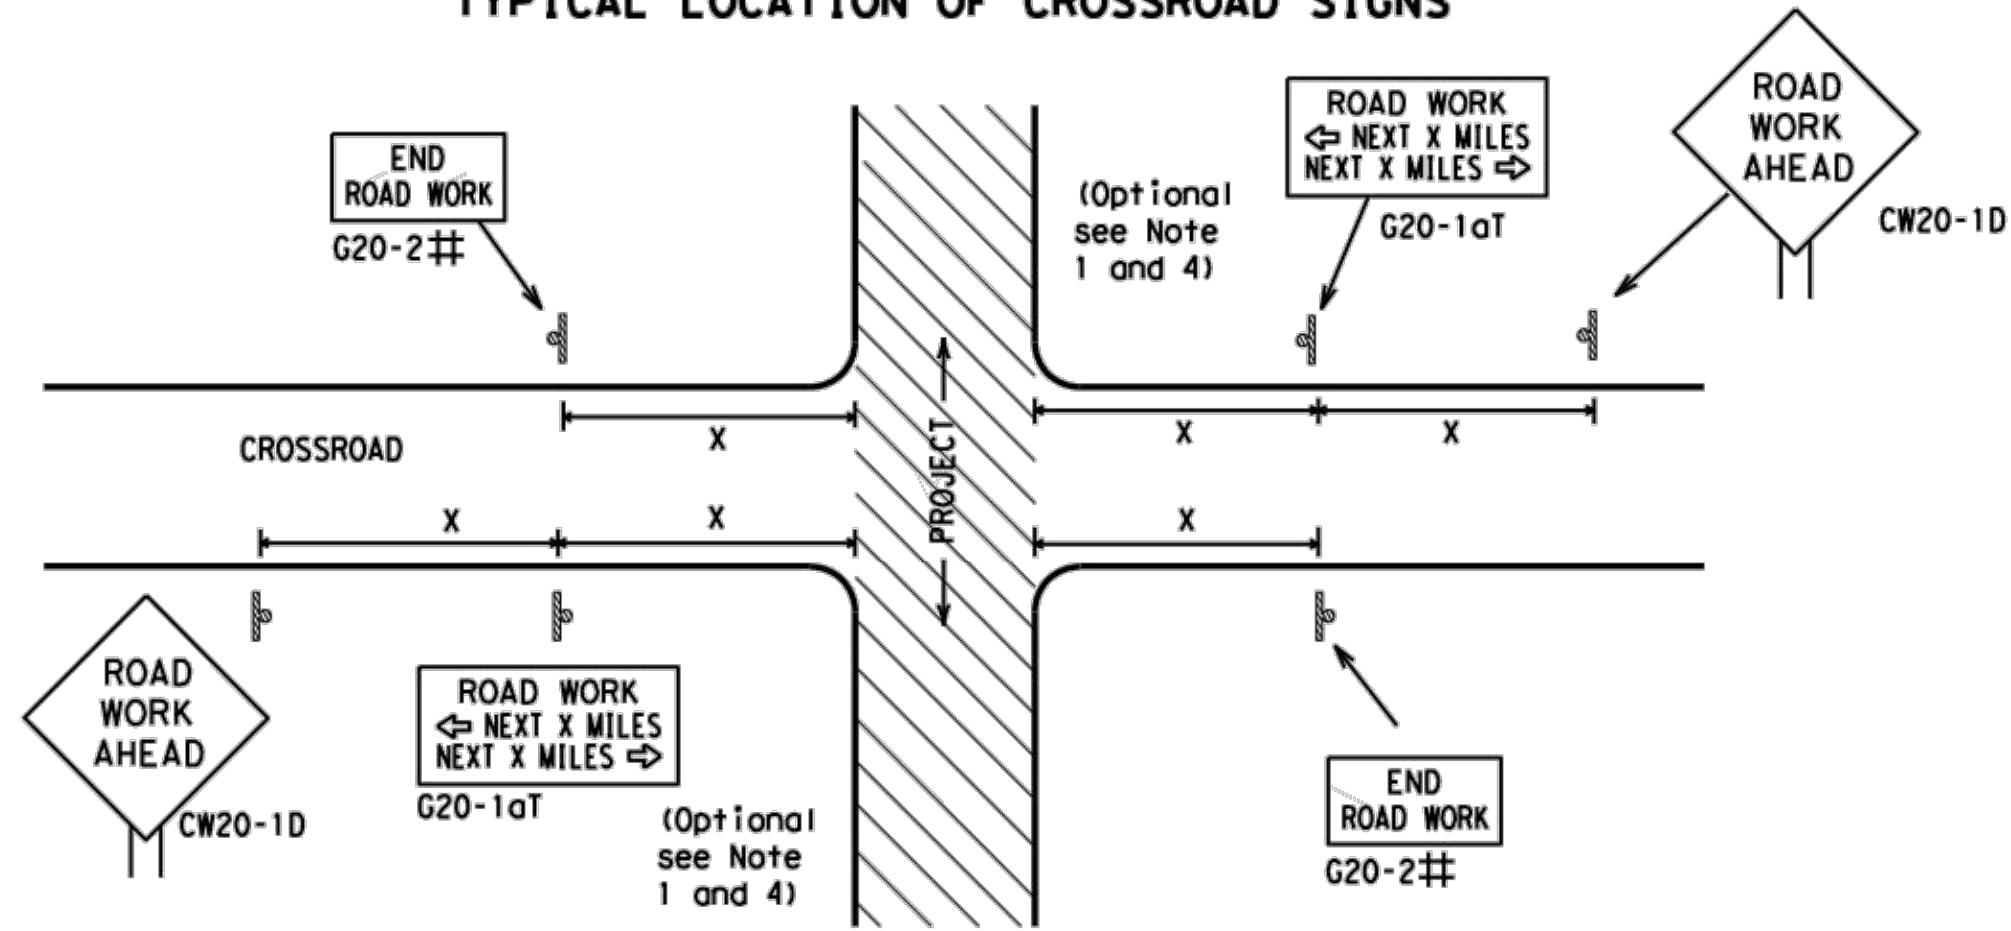 TYPICAL LOCATION OF CROSSROAD SIGNS
END
ROAD WORK
G20-2#
(Optional
see Note
1 and 4)
ROAD WORK
⇦ NEXT X MILES
NEXT X MILES ⇨
G20-1aT
ROAD
WORK
AHEAD
CW20-1D
X
X
X
CROSSROAD
PROJECT
X
X
X
ROAD
WORK
AHEAD
CW20-1D
ROAD WORK
⇦ NEXT X MILES
NEXT X MILES ⇨
G20-1aT
(Optional
see Note
1 and 4)
END
ROAD WORK
G20-2#